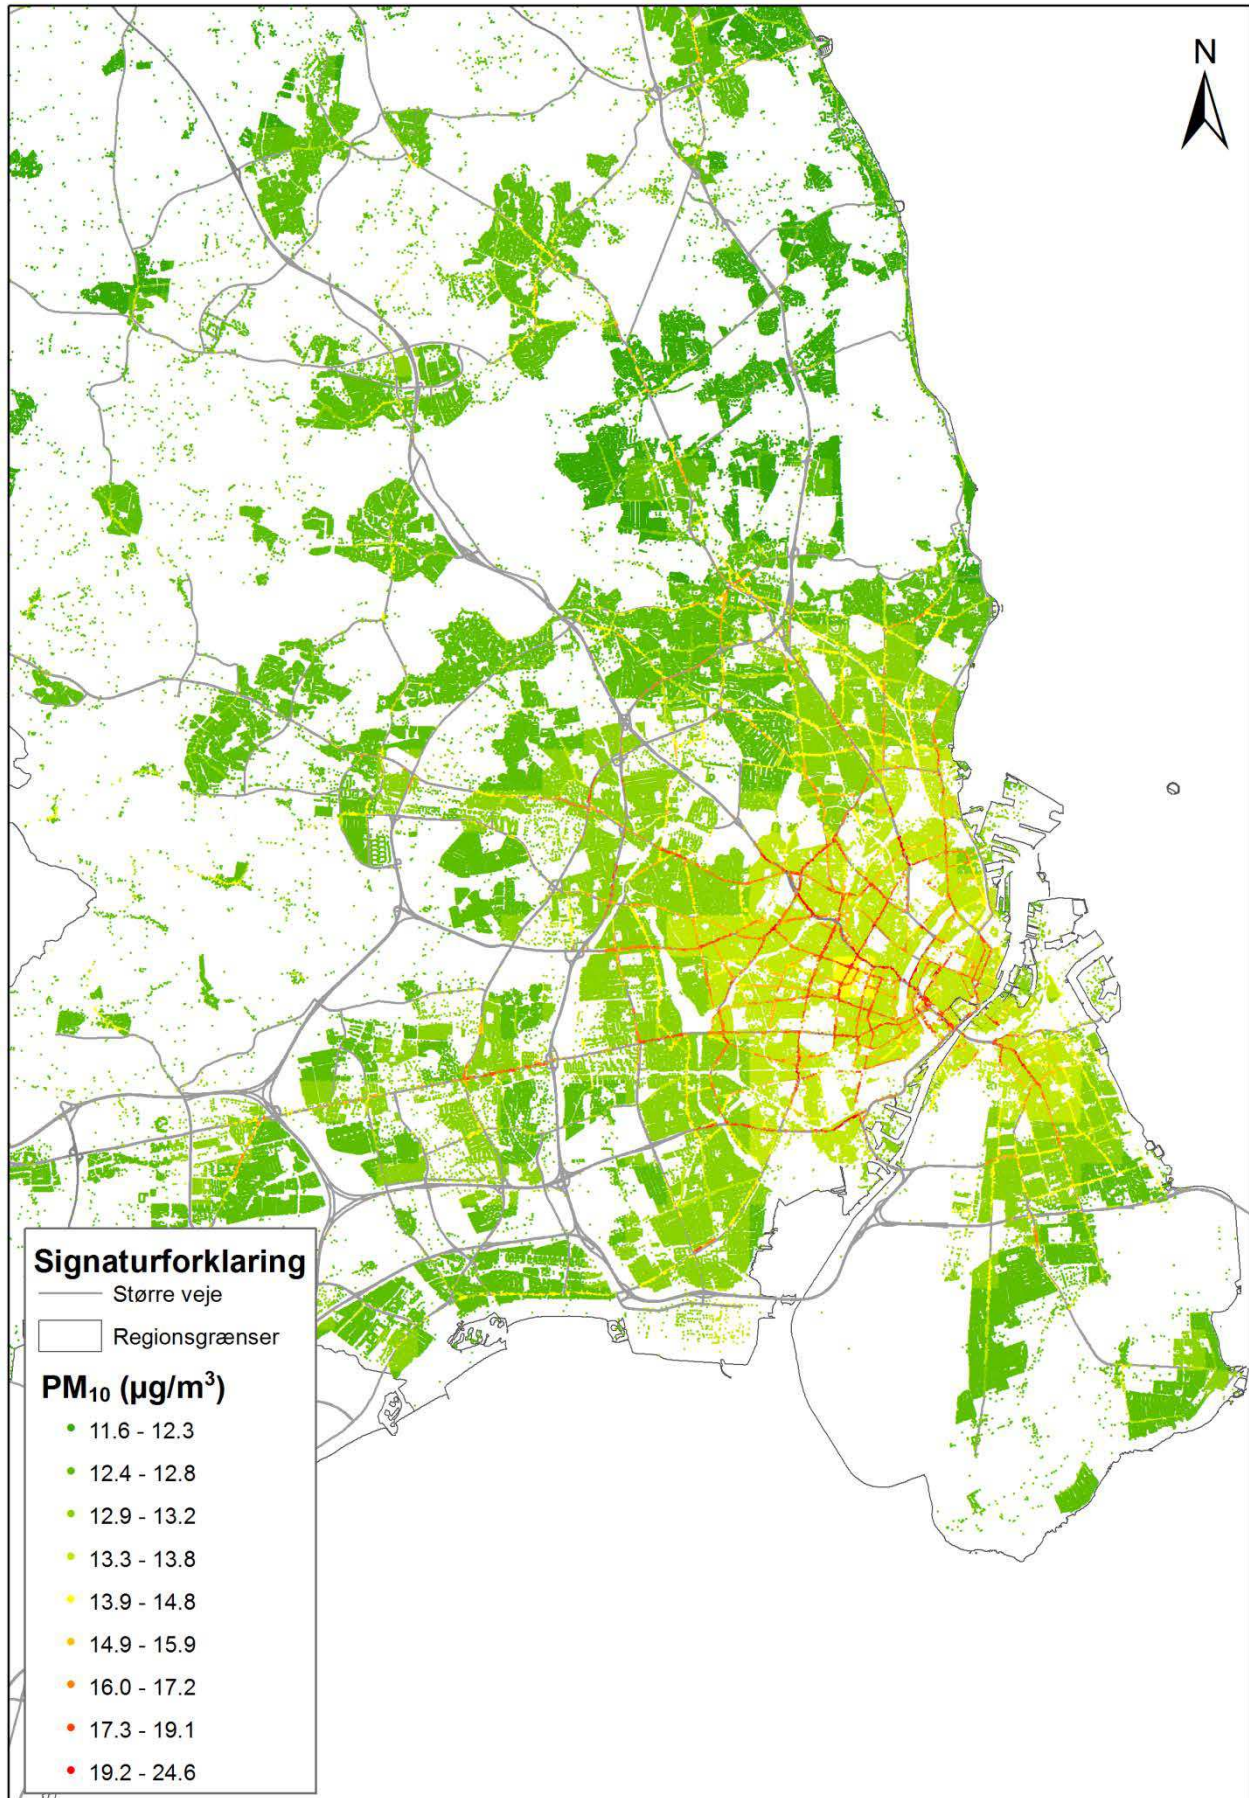 N
Signaturforklaring
Større veje
Regionsgrænser
PM₁₀ (µg/m³)
11.6 - 12.3
12.4 - 12.8
12.9 - 13.2
13.3 - 13.8
13.9 - 14.8
14.9 - 15.9
16.0 - 17.2
17.3 - 19.1
19.2 - 24.6